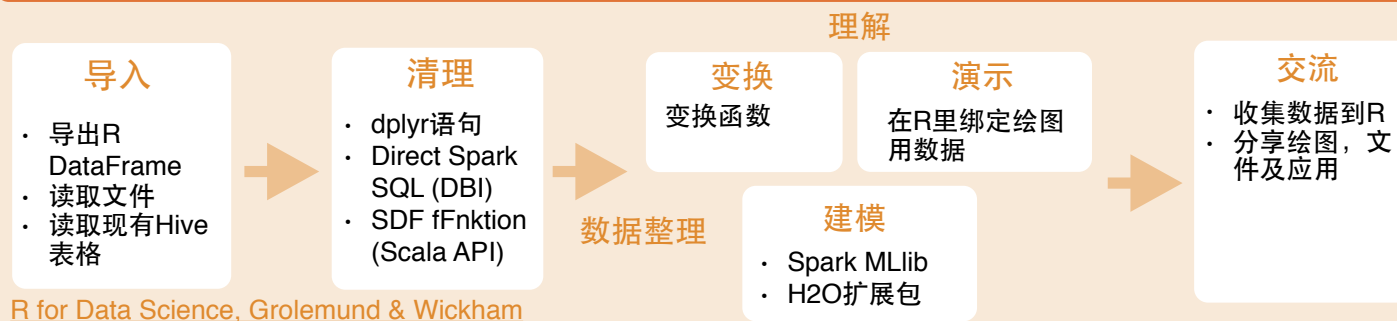 理解
导入
· 导出R
DataFrame
· 读取文件
· 读取现有Hive
表格
清理
· dplyr语句
· Direct Spark
SQL (DBI)
· SDF fFnktion
(Scala API)
数据整理
变换
变换函数
演示
在R里绑定绘图
用数据
建模
· Spark MLlib
· H2O扩展包
交流
· 收集数据到R
· 分享绘图，文
件及应用
R for Data Science, Grolemund & Wickham